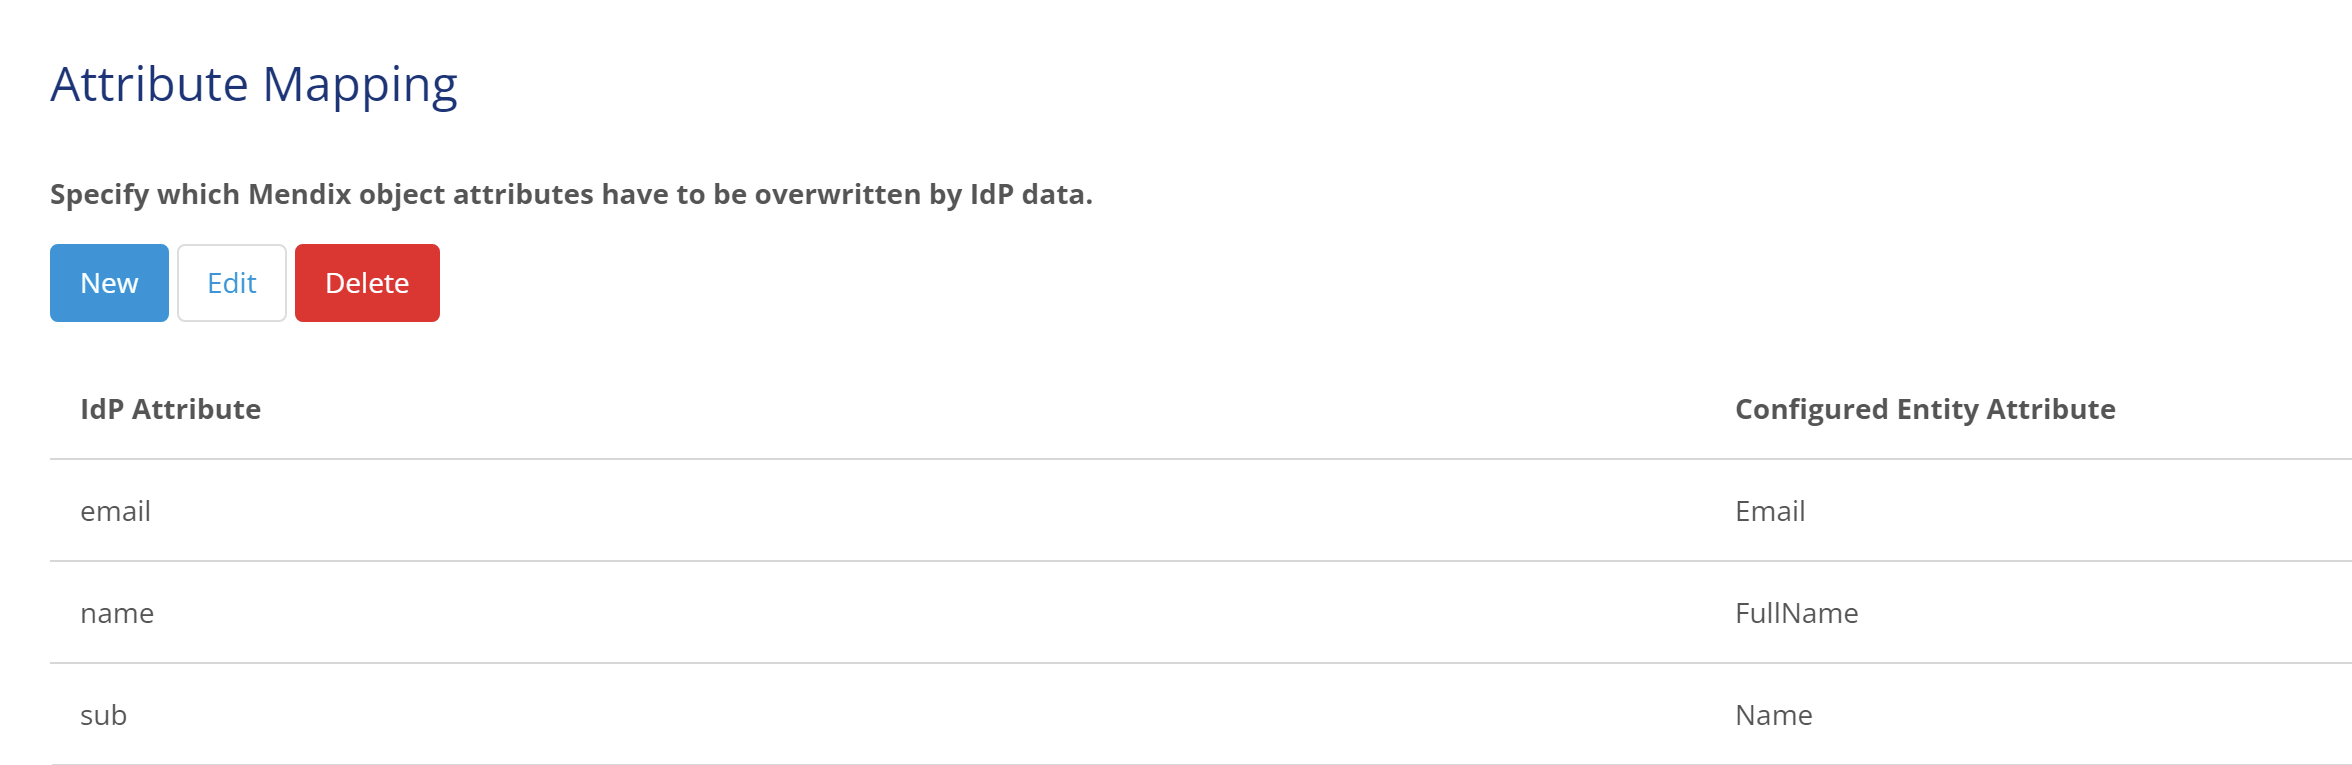 Attribute Mapping
Specify which Mendix object attributes have to be overwritten by IdP data.
New Edit Delete
IdP Attribute Configured Entity Attribute
email Email
name FullName
sub Name